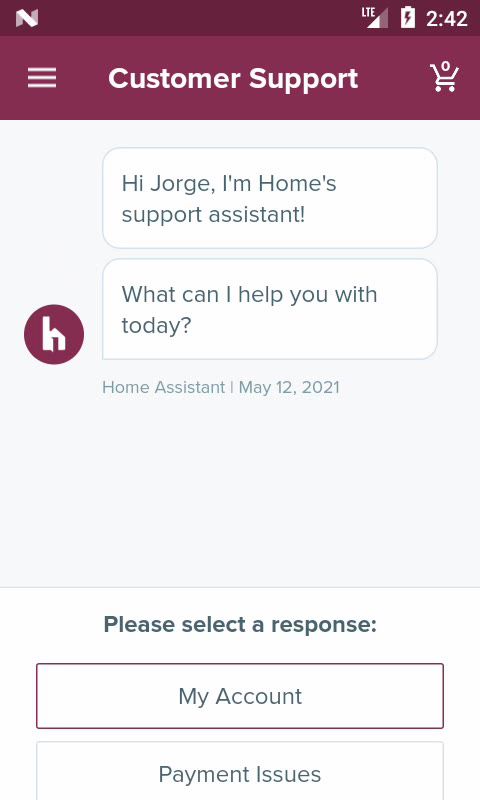 LTE 2:42
Customer Support
0
Hi Jorge, I'm Home's
support assistant!
What can I help you with
today?
h
Home Assistant | May 12, 2021
Please select a response:
My Account
Payment Issues